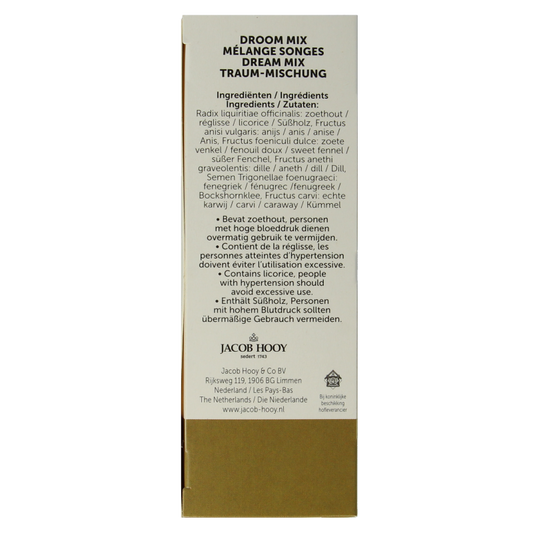 DROOM MIX
MÉLANGE SONGES
DREAM MIX
TRAUM-MISCHUNG
Ingrediënten / Ingrédients
Ingredients / Zutaten:
Radix liquiritiae officinalis: zoethout /
réglisse / licorice / Süßholz, Fructus
anisi vulgaris: anijs / anis / anise /
Anis, Fructus foeniculi dulce: zoete
venkel / fenouil doux / sweet fennel /
süßer Fenchel, Fructus anethi
graveolentis: dille / aneth / dill / Dill,
Semen Trigonellae foenugraeci:
fenegriek / fénugrec /fenugreek /
Bockshornklee, Fructus carvi: echte
karwij / carvi / caraway / Kümmel
• Bevat zoethout, personen
met hoge bloeddruk dienen
overmatig gebruik te vermijden.
• Contient de la réglisse, les
personnes atteintes d'hypertension
doivent éviter l'utilisation excessive.
• Contains licorice, people
with hypertension should
avoid excessive use.
• Enthält Süßholz, Personen
mit hohem Blutdruck sollten
übermäßige Gebrauch vermeiden.
JACOB HOOY
sedert 1743
Jacob Hooy & Co BV
Rijksweg 119, 1906 BG Limmen
Nederland / Les Pays-Bas
The Netherlands / Die Niederlande
www.jacob-hooy.nl
Bij koninklijke
beschikking
hofleverancier